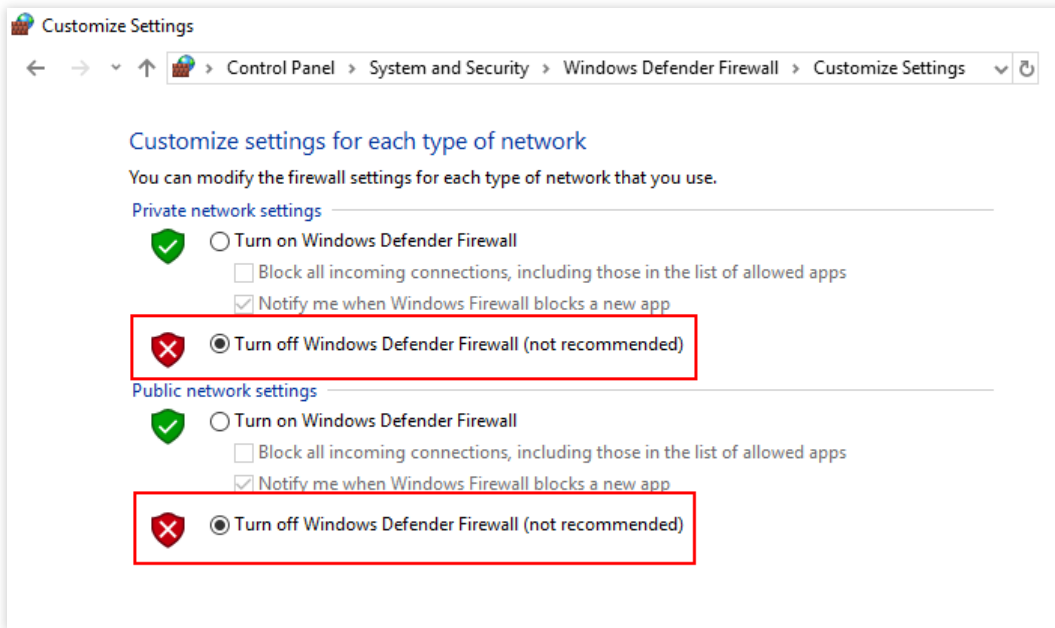 Customize Settings
Control Panel > System and Security > Windows Defender Firewall > Customize Settings
Customize settings for each type of network
You can modify the firewall settings for each type of network that you use.
Private network settings
Turn on Windows Defender Firewall
Block all incoming connections, including those in the list of allowed apps
Notify me when Windows Firewall blocks a new app
Turn off Windows Defender Firewall (not recommended)
Public network settings
Turn on Windows Defender Firewall
Block all incoming connections, including those in the list of allowed apps
Notify me when Windows Firewall blocks a new app
Turn off Windows Defender Firewall (not recommended)